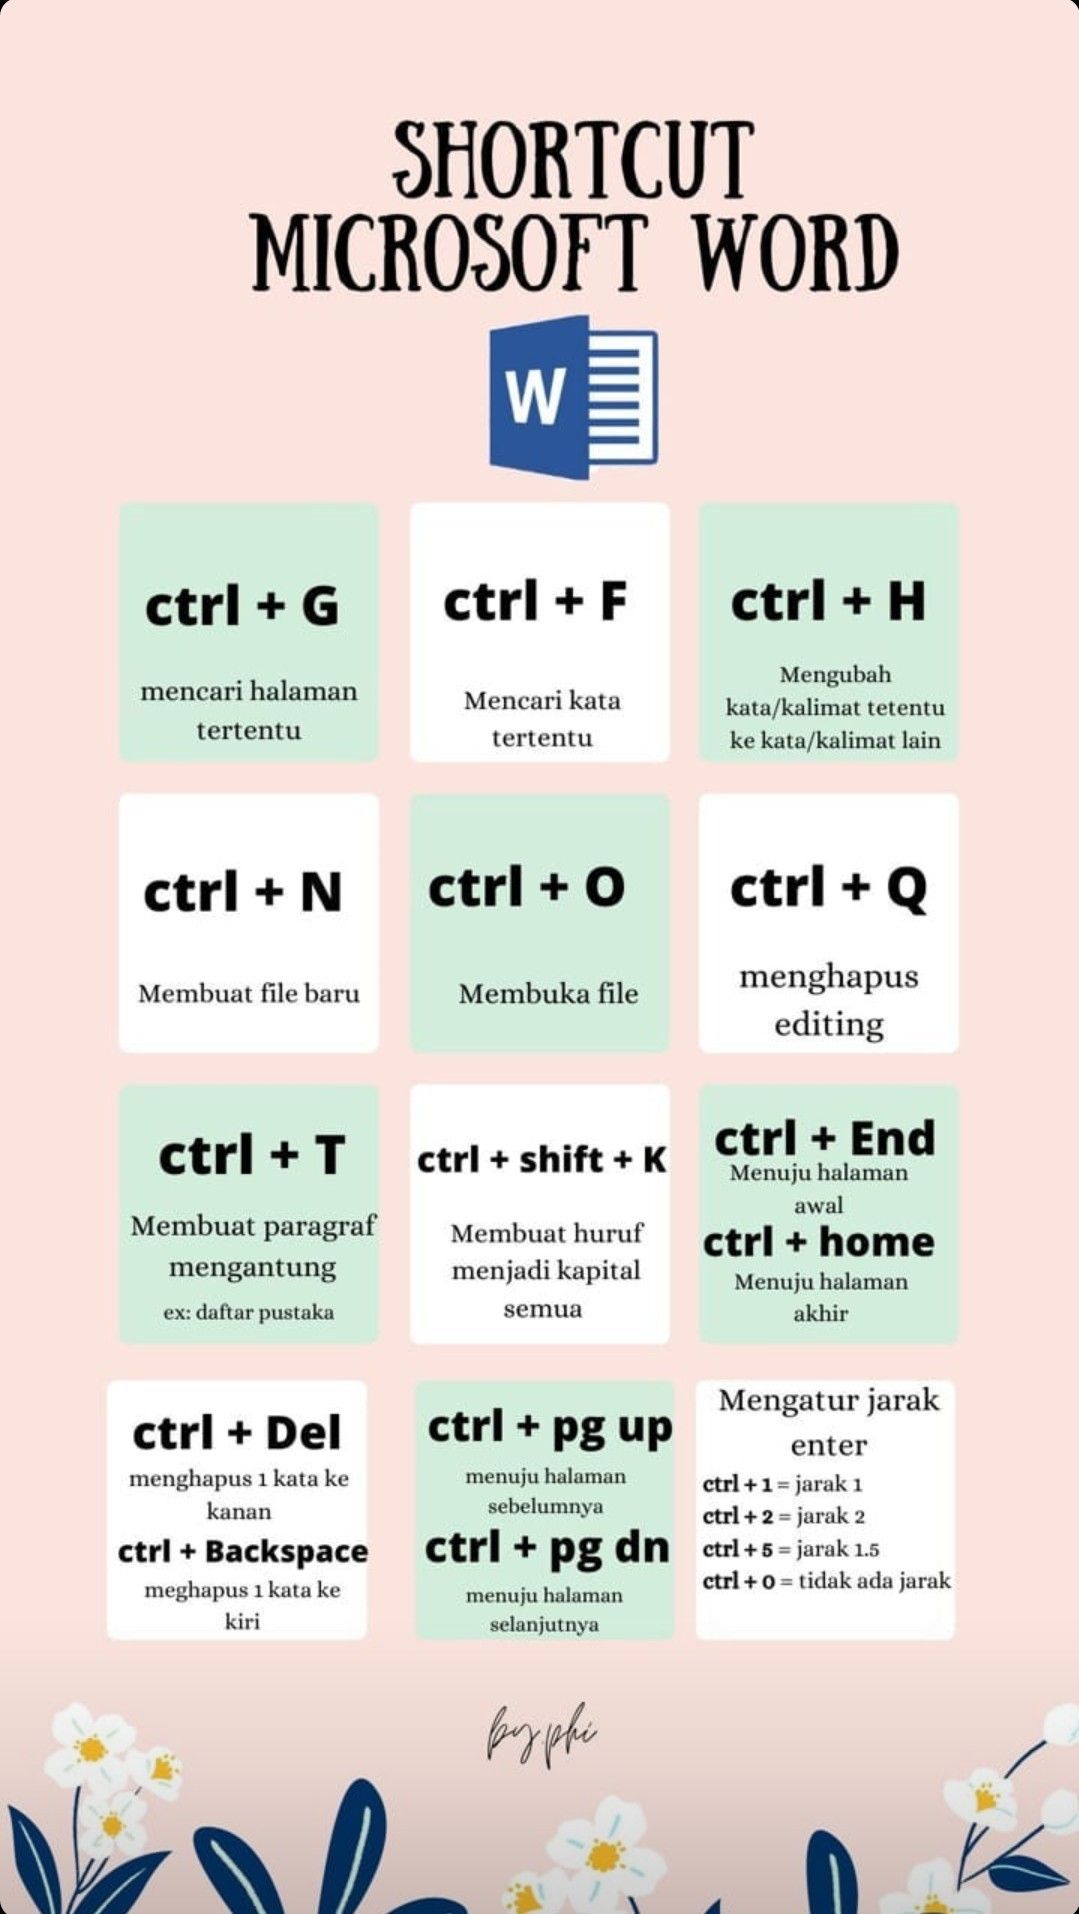 SHORTCUT
MICROSOFT WORD
W
ctrl + G
mencari halaman
tertentu
ctrl + F
Mencari kata
tertentu
ctrl + H
Mengubah
kata/kalimat tetentu
ke kata/kalimat lain
ctrl + N
Membuat file baru
ctrl + O
Membuka file
ctrl + Q
menghapus
editing
ctrl + T
Membuat paragraf
mengantung
ex: daftar pustaka
ctrl + shift + K
Membuat huruf
menjadi kapital
semua
ctrl + End
Menuju halaman
awal
ctrl + home
Menuju halaman
akhir
ctrl + Del
menghapus 1 kata ke
kanan
ctrl + Backspace
meghapus 1 kata ke
kiri
ctrl + pg up
menuju halaman
sebelumnya
ctrl + pg dn
menuju halaman
selanjutnya
Mengatur jarak
enter
ctrl + 1 = jarak 1
ctrl + 2 = jarak 2
ctrl + 5 = jarak 1.5
ctrl + 0 = tidak ada jarak
by.phi